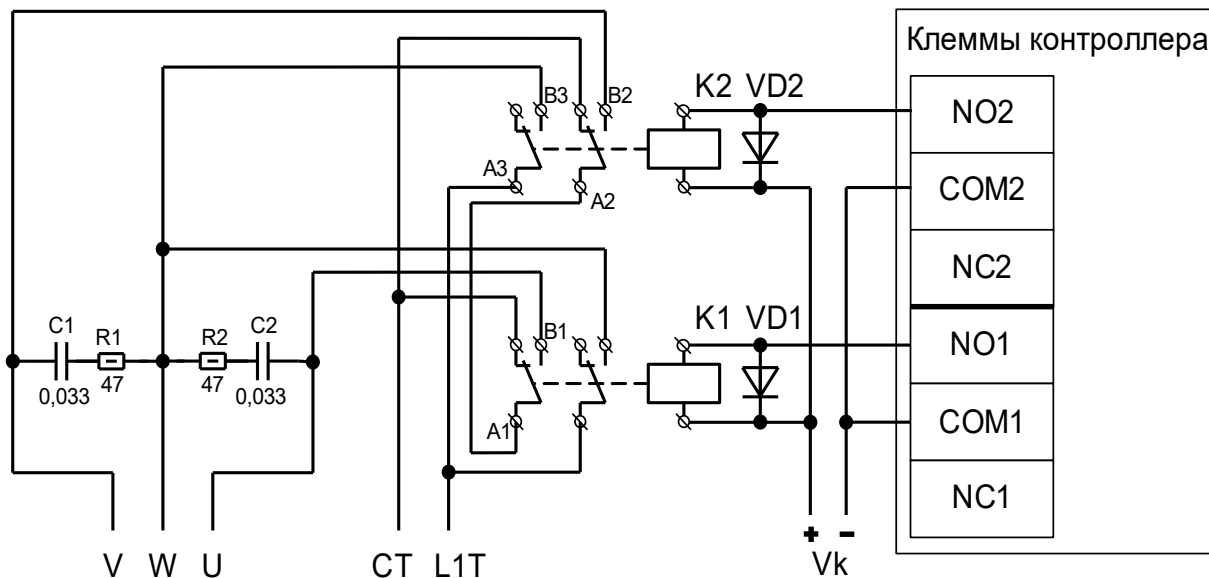 Клеммы контроллера
B3
B2
K2 VD2
NO2
A3
A2
COM2
NC2
C1
R1
R2
C2
B1
K1 VD1
NO1
0,033
47
47
0,033
A1
COM1
NC1
V W U
CT L1T
+ -
Vk